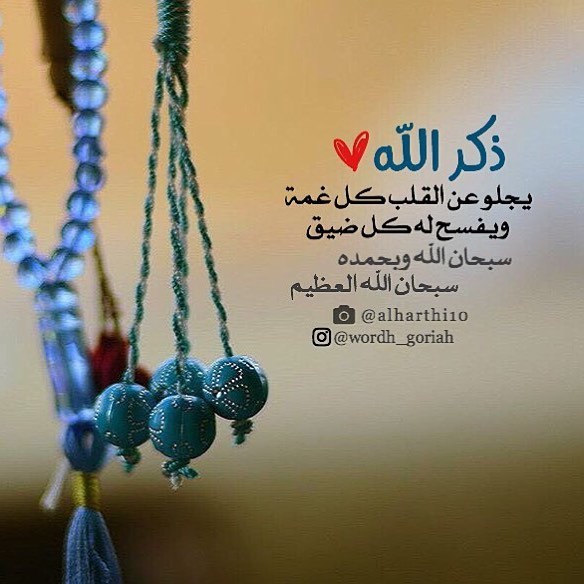 ذكر الله
يجلو عن القلب كل غمة
ويفسح له كل ضيق
سبحان الله وبحمده
سبحان الله العظيم
@alharthi10
@wordh_goriah